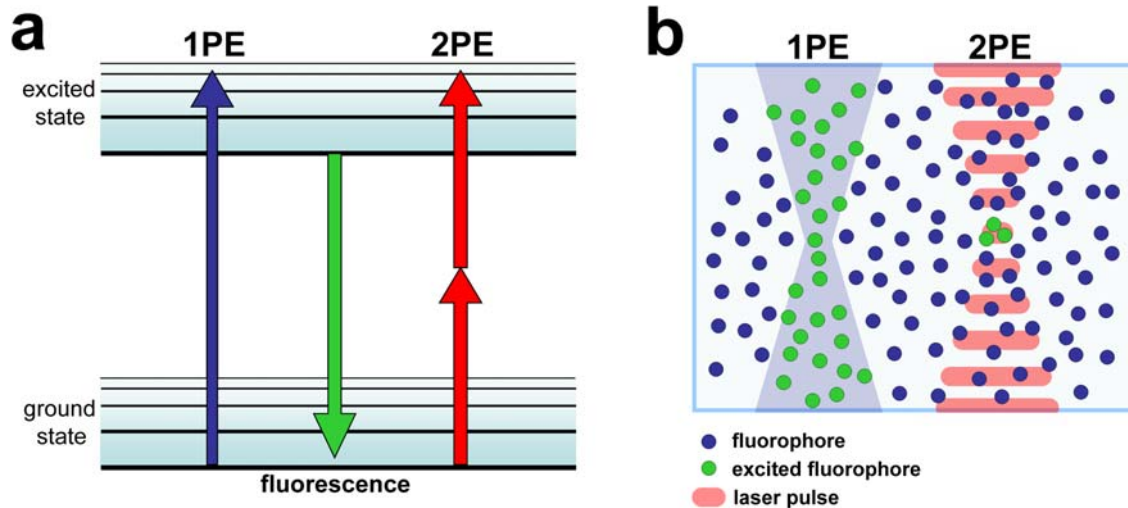 a
1PE
2PE
excited
state
ground
state
fluorescence
b
1PE
2PE
fluorophore
excited fluorophore
laser pulse